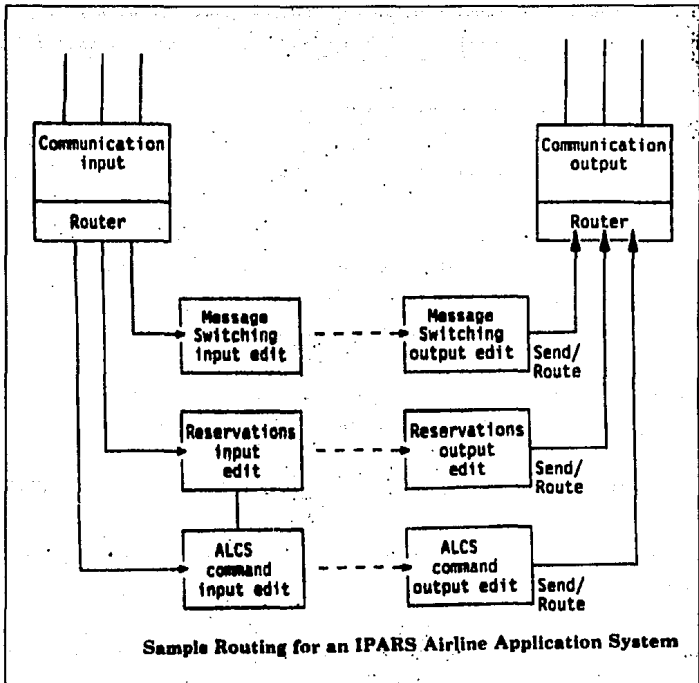 Communication
input
Router
Communication
output
Router
Message
Switching
input edit
Message
Switching
output edit
Send/
Route
Reservations
input
edit
Reservations
output
edit
Send/
Route
ALCS
command
input edit
ALCS
command
output edit
Send/
Route
Sample Routing for an IPARS Airline Application System